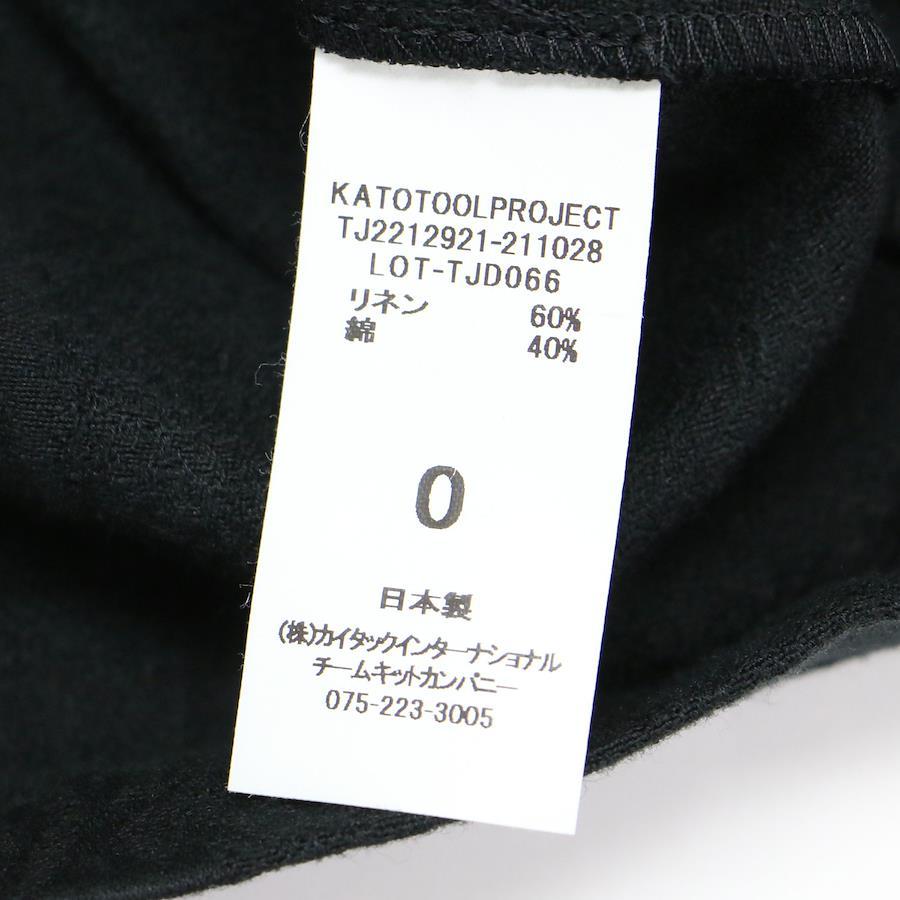 KATOTOOLPROJECT
TJ2212921-211028
LOT-TJD066
リネン 60%
綿 40%
0
日本製
(株)カイタックインターナショナル
チームキットカンパニー
075-223-3005